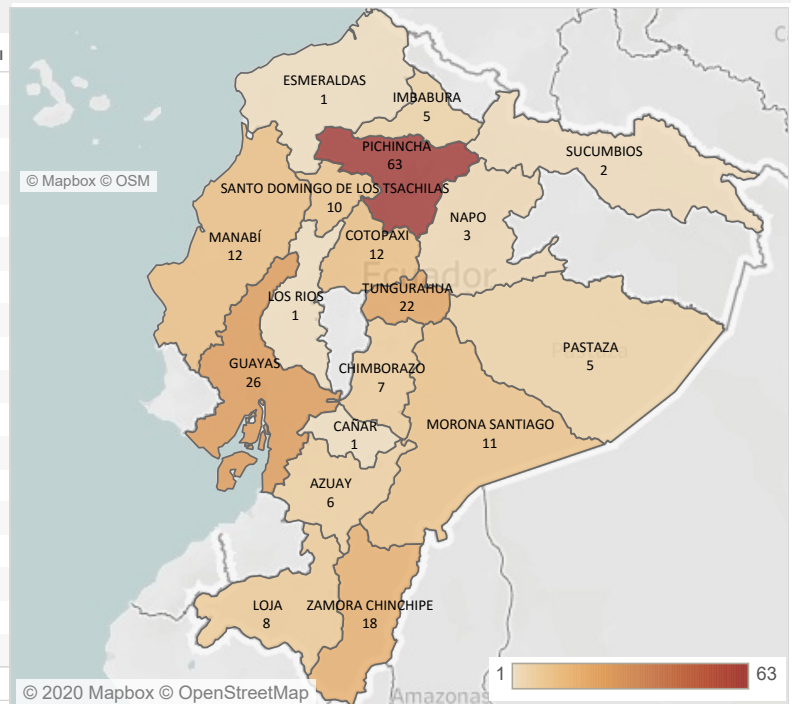 ESMERALDAS
1
IMBABURA
5
PICHINCHA
63
SUCUMBIOS
2
© Mapbox © OSM
SANTO DOMINGO DE LOS TSACHILAS
10
NAPO
3
MANABÍ
12
COTOPAXI
12
Ecuador
TUNGURAHUA
22
LOS RIOS
1
PASTAZA
5
GUAYAS
26
CHIMBORAZO
7
CAÑAR
1
MORONA SANTIAGO
11
AZUAY
6
LOJA
8
ZAMORA CHINCHIPE
18
1
63
© 2020 Mapbox © OpenStreetMap
Amazonas